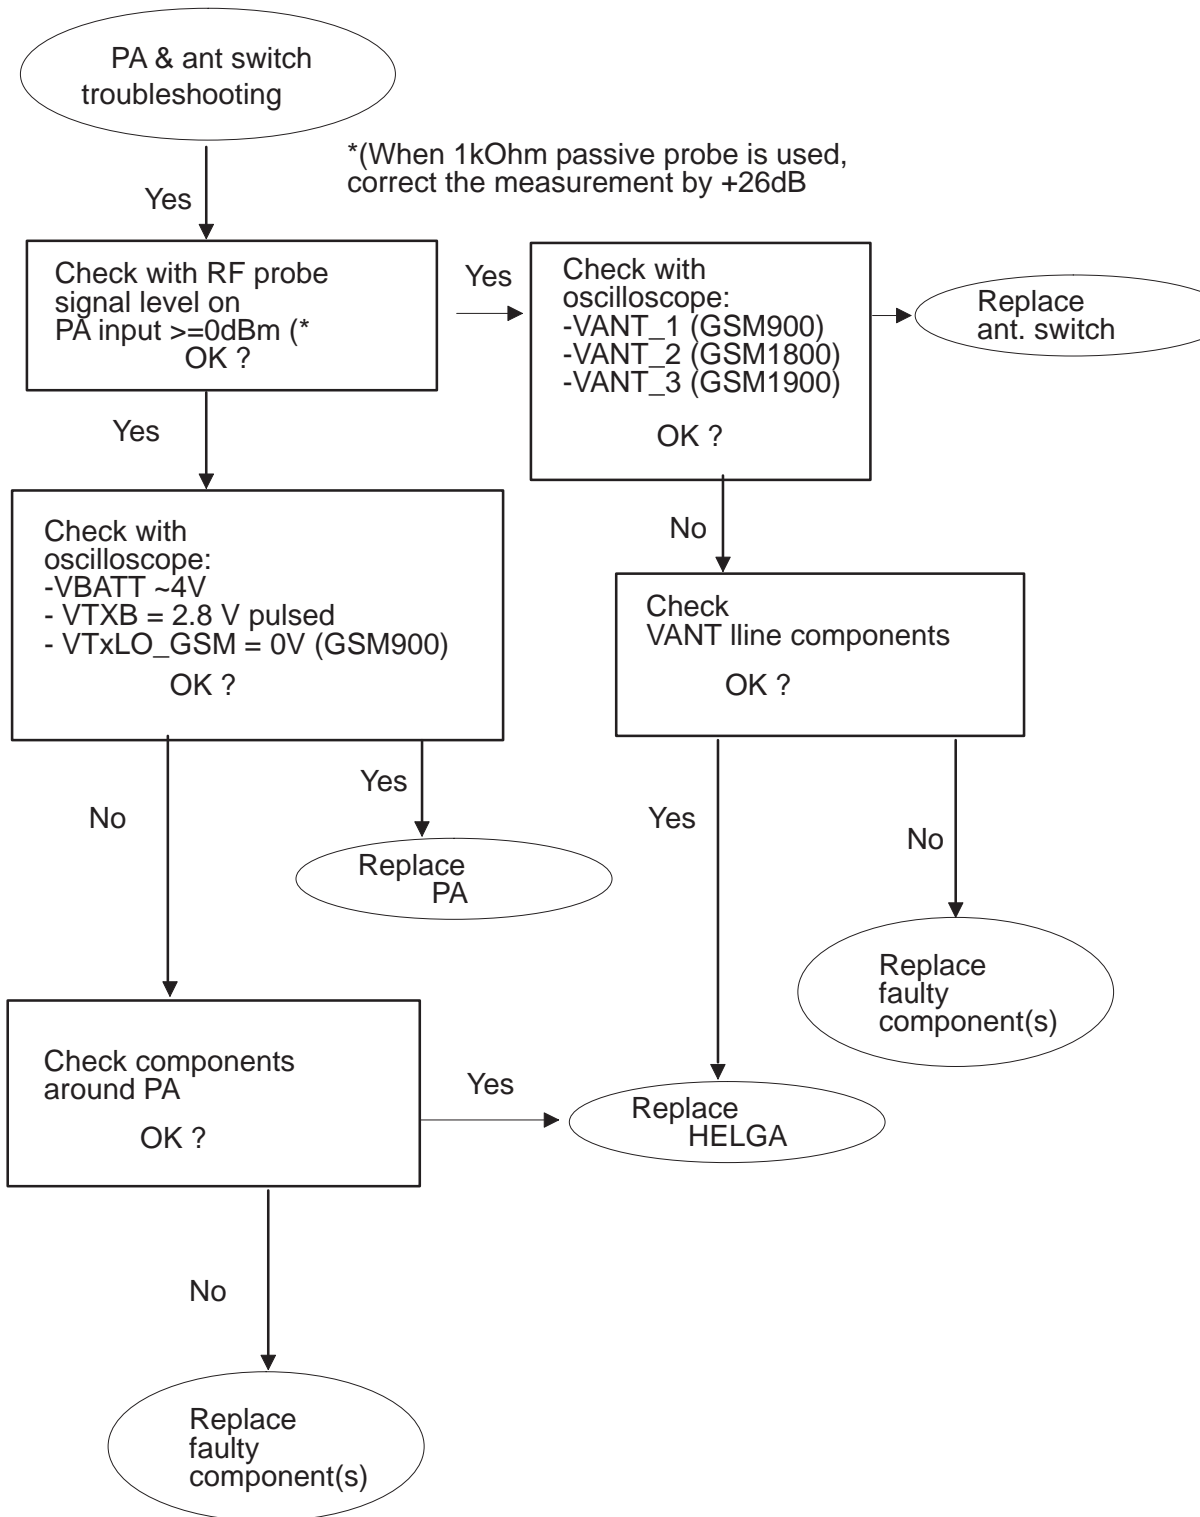 PA & ant switch
troubleshooting
*(When 1kOhm passive probe is used,
correct the measurement by +26dB
Yes
Check with RF probe
signal level on
PA input >=0dBm (*
OK ?
Yes
Check with
oscilloscope:
-VANT_1 (GSM900)
-VANT_2 (GSM1800)
-VANT_3 (GSM1900)
OK ?
Replace
ant. switch
Yes
No
Check with
oscilloscope:
-VBATT ~4V
- VTXB = 2.8 V pulsed
- VTxLO_GSM = 0V (GSM900)
OK ?
Check
VANT lline components
OK ?
No
Yes
Replace
PA
Yes
No
Replace
faulty
component(s)
Check components
around PA
OK ?
Yes
Replace
HELGA
No
Replace
faulty
component(s)